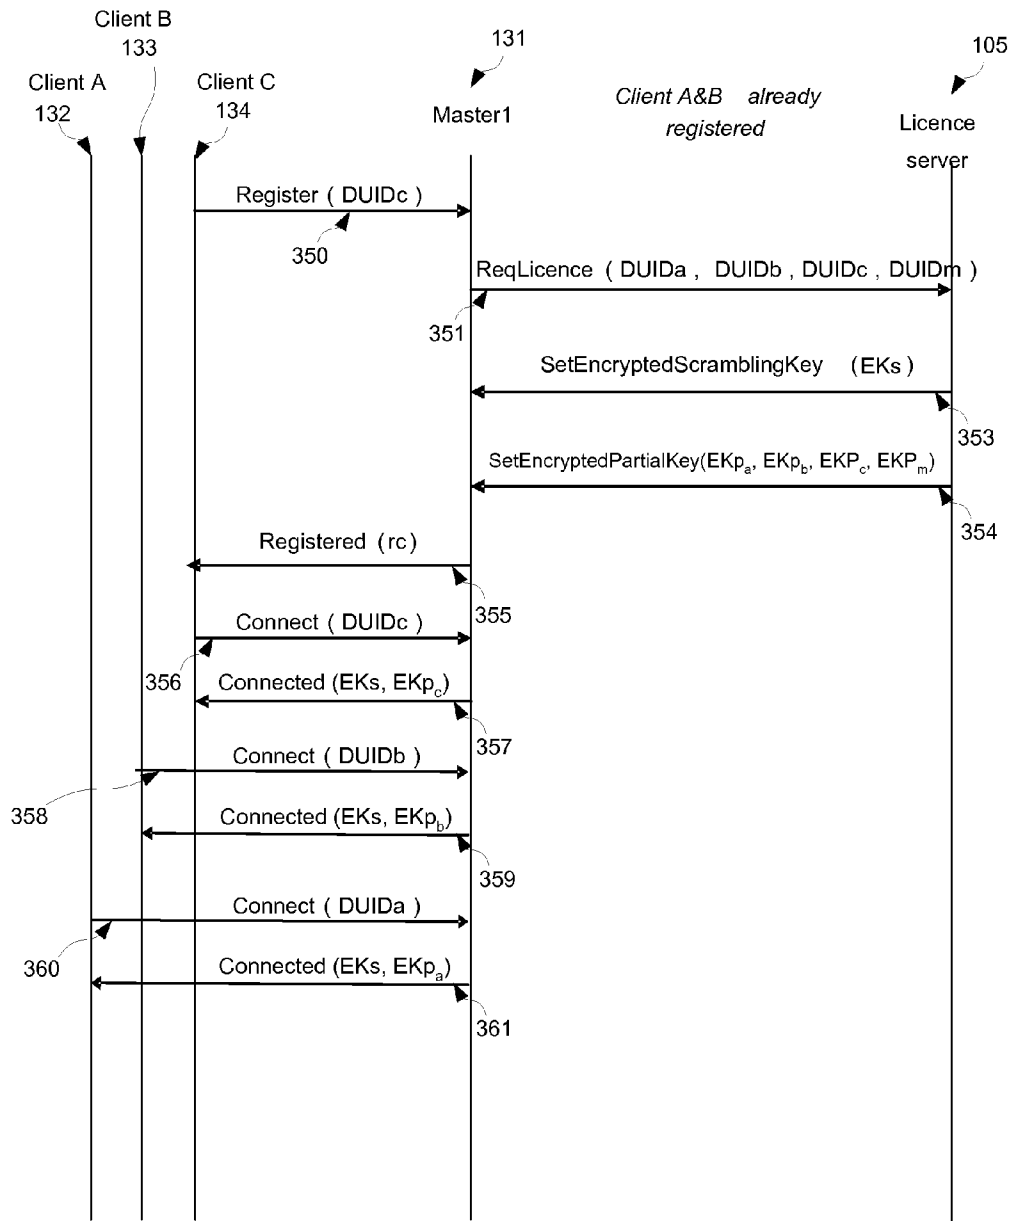 Client B
133
131
105
Client A
132
Client C
134
Master1
Client A&B already
registered
Licence
server
Register ( DUIDc )
350
ReqLicence ( DUIDa , DUIDb , DUIDc , DUIDm )
351
SetEncryptedScramblingKey (EKs )
353
SetEncryptedPartialKey(EKpa, EKpb, EKPc, EKPm)
354
Registered (rc)
355
Connect ( DUIDc )
356
Connected (EKs, EKpc)
357
Connect ( DUIDb )
358
Connected (EKs, EKpb)
359
Connect ( DUIDa )
360
Connected (EKs, EKpa)
361